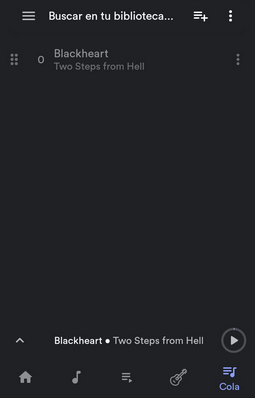 Buscar en tu biblioteca...
0
Blackheart
Two Steps from Hell
Blackheart • Two Steps from Hell
Cola